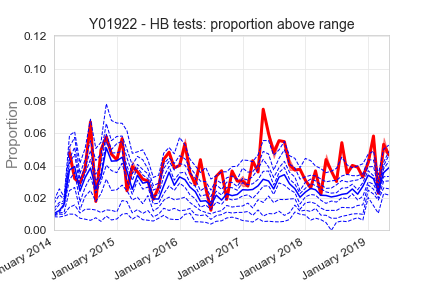 Y01922 - HB tests: proportion above range
0.12
0.10
0.08
0.06
0.04
0.02
0.00
Proportion
January 2015
January 2016
January 2017
January 2018
January 2019
2014